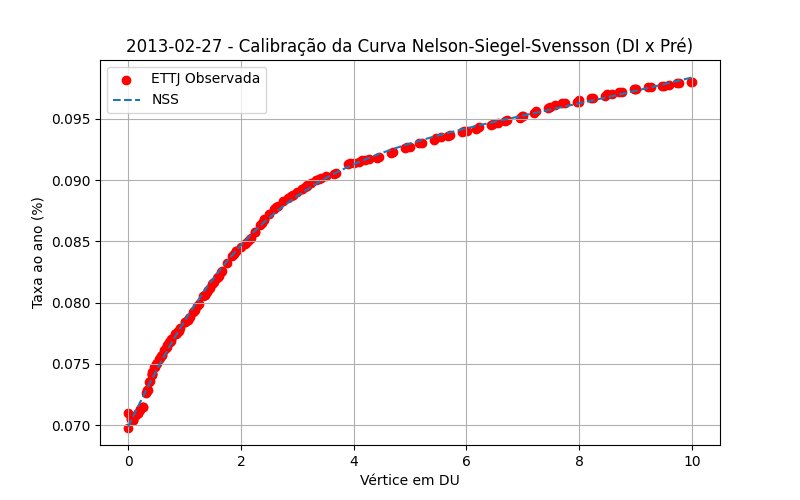 2013-02-27 - Calibração da Curva Nelson-Siegel-Svensson (DI x Pré)
ETTJ Observada
NSS
Taxa ao ano (%)
0.095
0.090
0.085
0.080
0.075
0.070
0 2 4 6 8 10
Vértice em DU